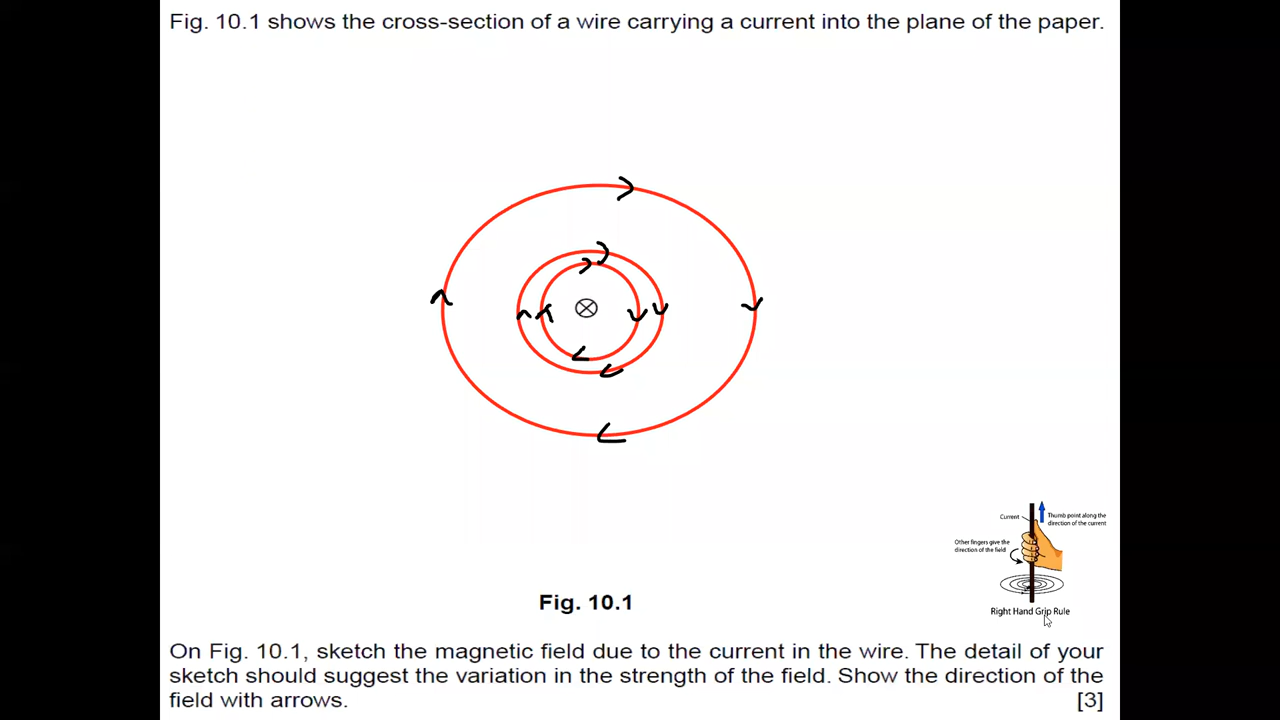 Fig. 10.1 shows the cross-section of a wire carrying a current into the plane of the paper.
Current
Thumb point along the
direction of the current
Other fingers give the
direction of the field
Right Hand Grip Rule
Fig. 10.1
On Fig. 10.1, sketch the magnetic field due to the current in the wire. The detail of your
sketch should suggest the variation in the strength of the field. Show the direction of the
field with arrows. [3]